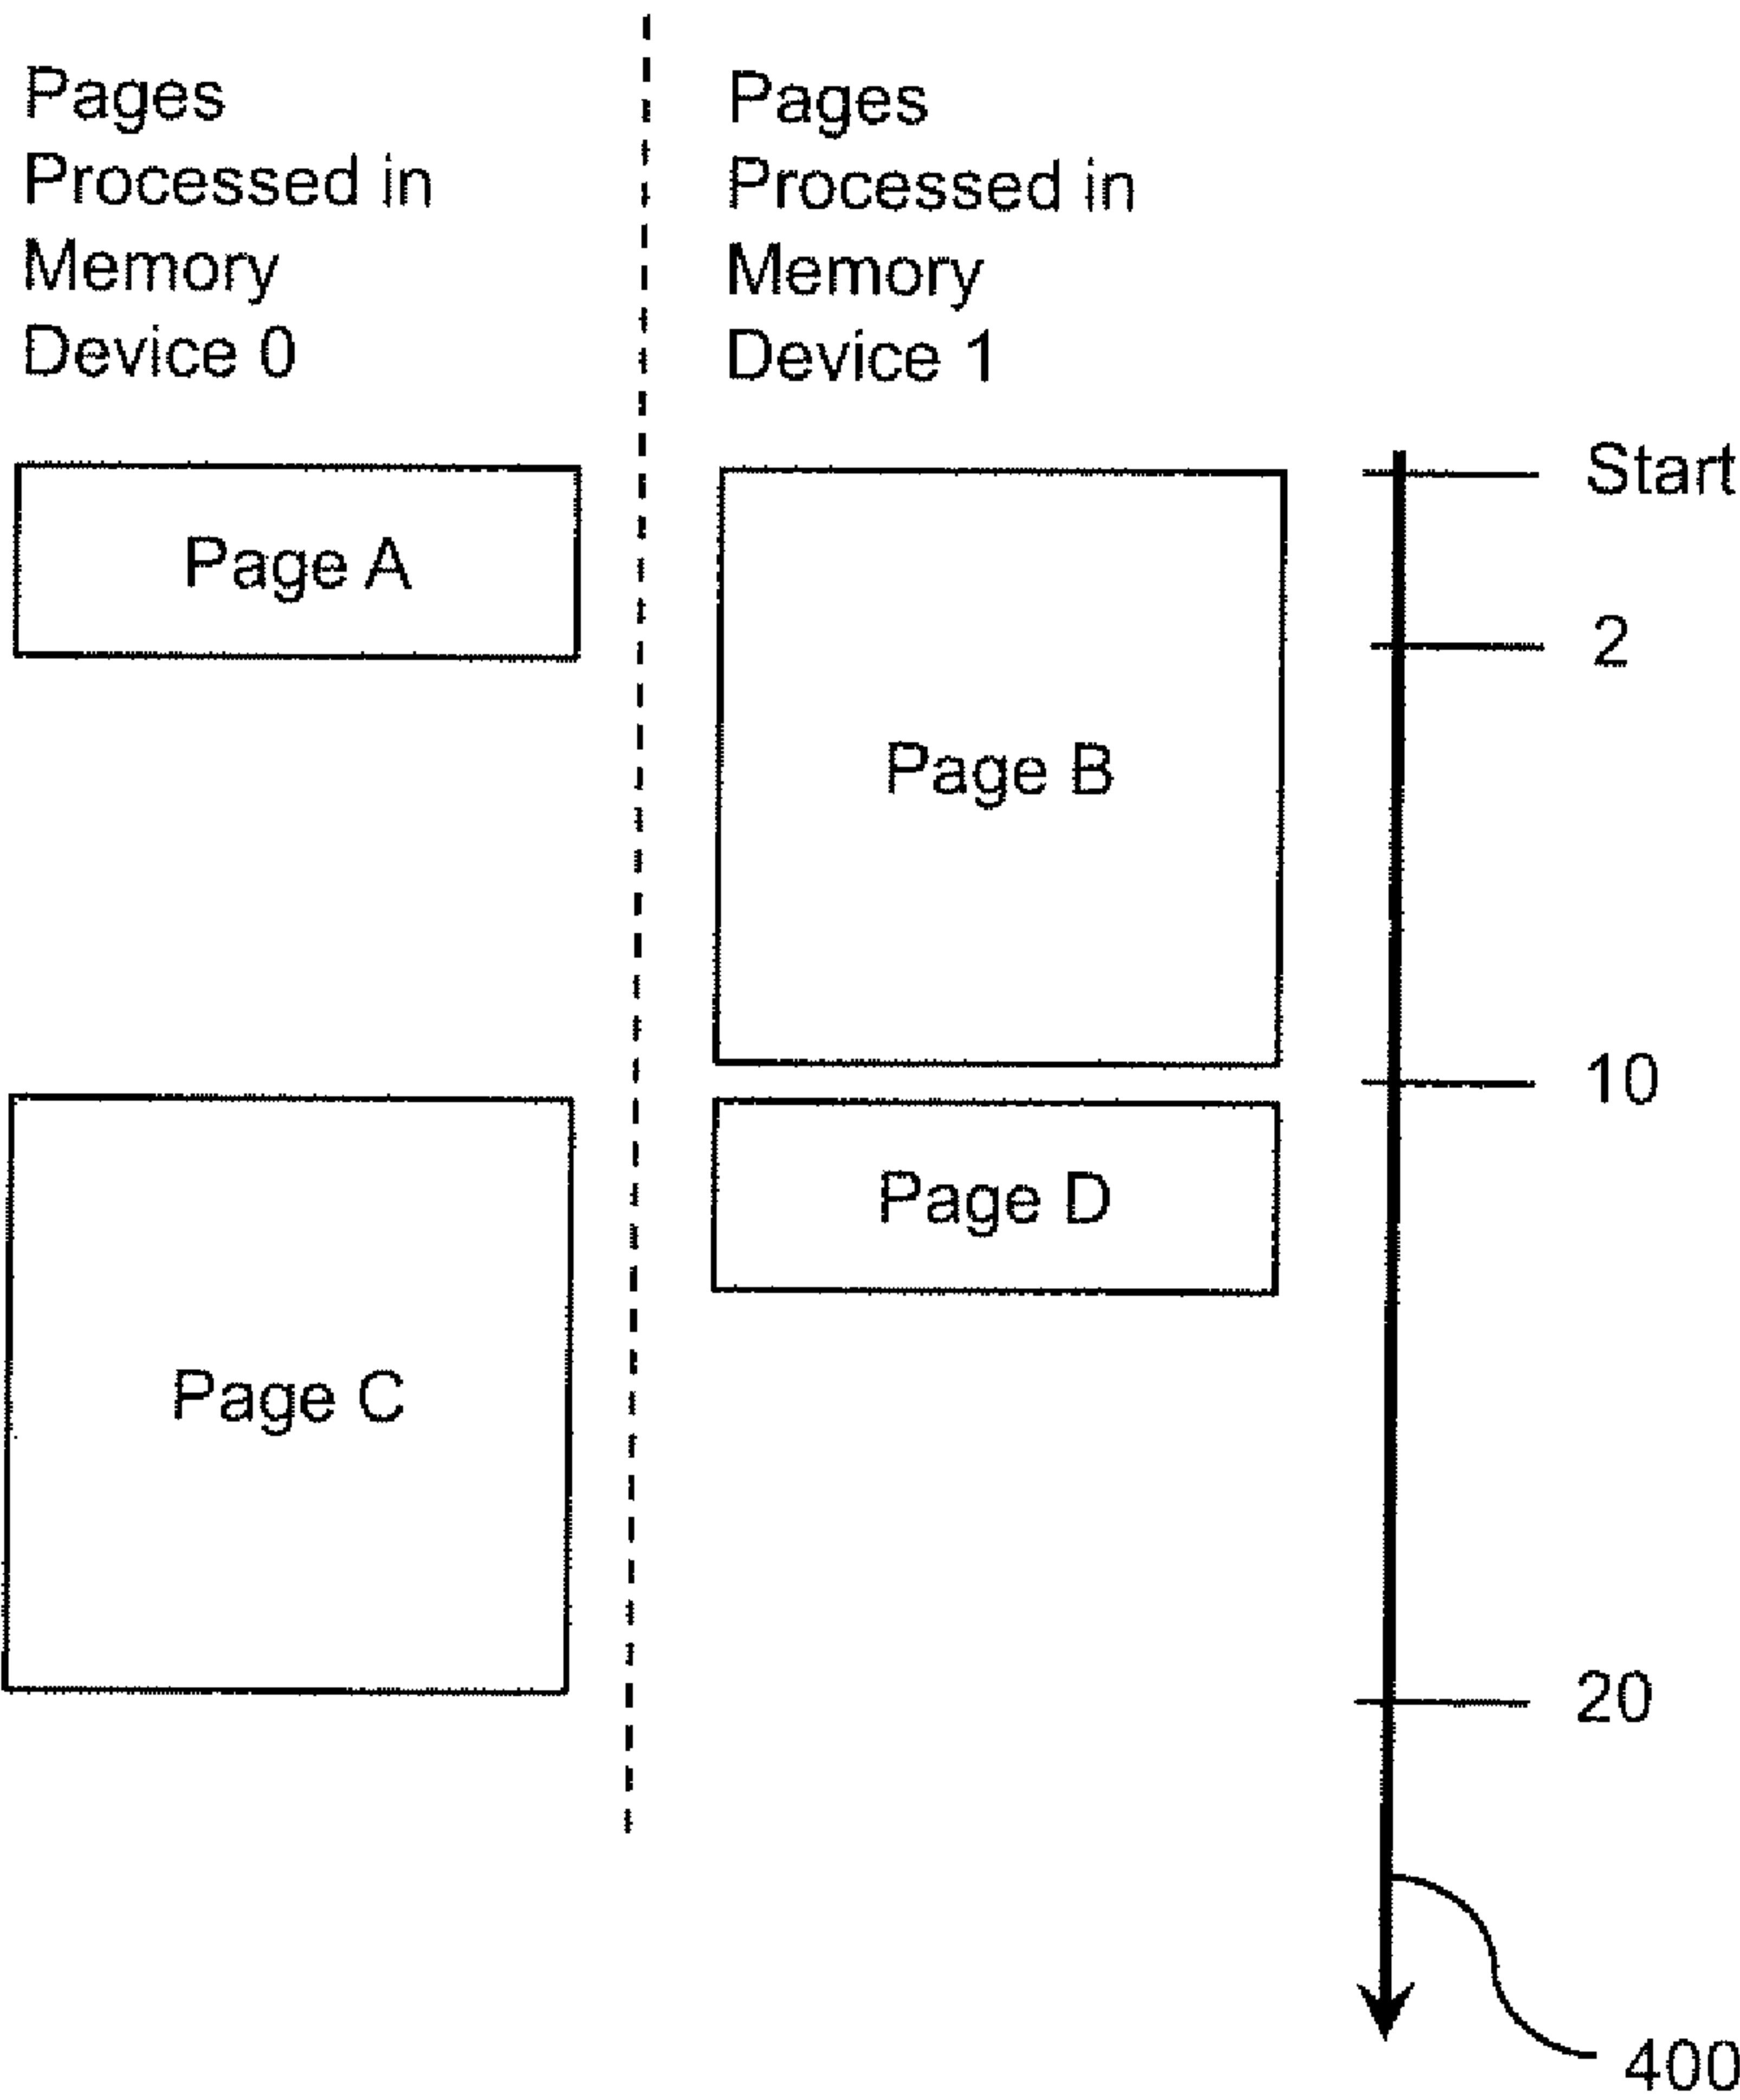 Pages
Processed in
Memory
Device 0
Pages
Processed in
Memory
Device 1
Start
Page A
2
Page B
10
Page D
Page C
20
400